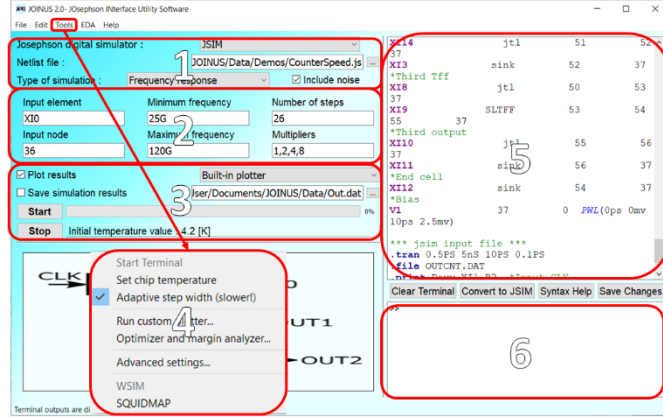 JOINUS 2.0- JOsephson INterface Utility Software
File Edit Tools EDA Help
Josephson digital simulator : JSIM
Netlist file : JOINUS/Data/Demos/CounterSpeed.js ...
Type of simulation : Frequency response Include noise
1
Input element Minimum frequency Number of steps
XI0 25G 26
Input node Maximum frequency Multipliers
36 120G 1,2,4,8
2
Plot results Built-in plotter
Save simulation results Jser/Documents/JOINUS/Data/Out.dat ...
Start 0%
Stop Initial temperature value : 4.2 [K]
3
CLK
OUT1
OUT2
Start Terminal
Set chip temperature
Adaptive step width (slower!)
Run custom
Optimizer and margin analyzer...
Advanced settings...
WSIM
SQUIDMAP
4
Terminal outputs are di
XI14 jtl 51 52
37
XI3 sink 52 37
*Third Tff
XI8 jtl 50 53
37
XI9 SLTFF 53 54
55 37
*Third output
XI10 jtl 55 56
37
XI11 sink 56 37
*End cell
XI12 sink 54 37
*Bias
V1 37 0 PWL(0ps 0mv
10ps 2.5mv)
*** jsim input file ***
.tran 0.5PS 5nS 10PS 0.1PS
.file OUTCNT.DAT
5
Clear Terminal Convert to JSIM Syntax Help Save Changes
>>
6